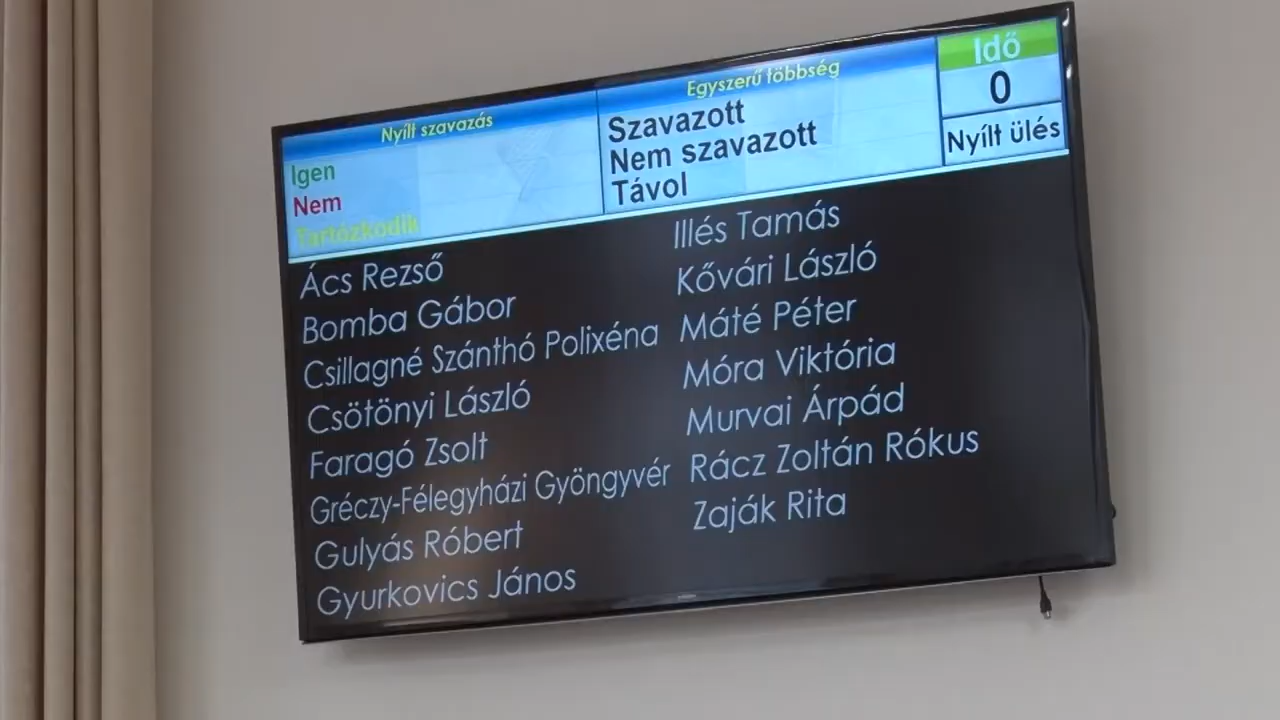 Nyílt szavazás
Igen
Nem
Tartózkodik
Egyszerű többség
Szavazott
Nem szavazott
Távol
Idő
0
Nyílt ülés
Ács Rezső
Bomba Gábor
Csillagné Szánthó Polixéna
Csötönyi László
Faragó Zsolt
Gréczy-Félegyházi Gyöngyvér
Gulyás Róbert
Gyurkovics János
Illés Tamás
Kővári László
Máté Péter
Móra Viktória
Murvai Árpád
Rácz Zoltán Rókus
Zaják Rita